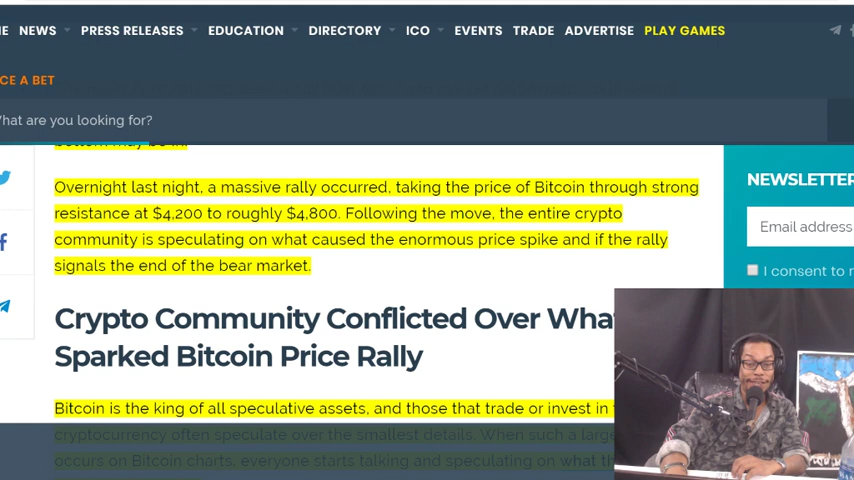 NEWS
PRESS RELEASES
EDUCATION
DIRECTORY
ICO
EVENTS
TRADE
ADVERTISE
PLAY GAMES
CE A BET
hat are you looking for?
Overnight last night, a massive rally occurred, taking the price of Bitcoin through strong
resistance at $4,200 to roughly $4,800. Following the move, the entire crypto
community is speculating on what caused the enormous price spike and if the rally
signals the end of the bear market.
Crypto Community Conflicted Over What
Sparked Bitcoin Price Rally
Bitcoin is the king of all speculative assets, and those that trade or invest in
cryptocurrency often speculate over the smallest details. When such a large
occurs on Bitcoin charts, everyone starts talking and speculating on what
NEWSLETTER
Email address
I consent to